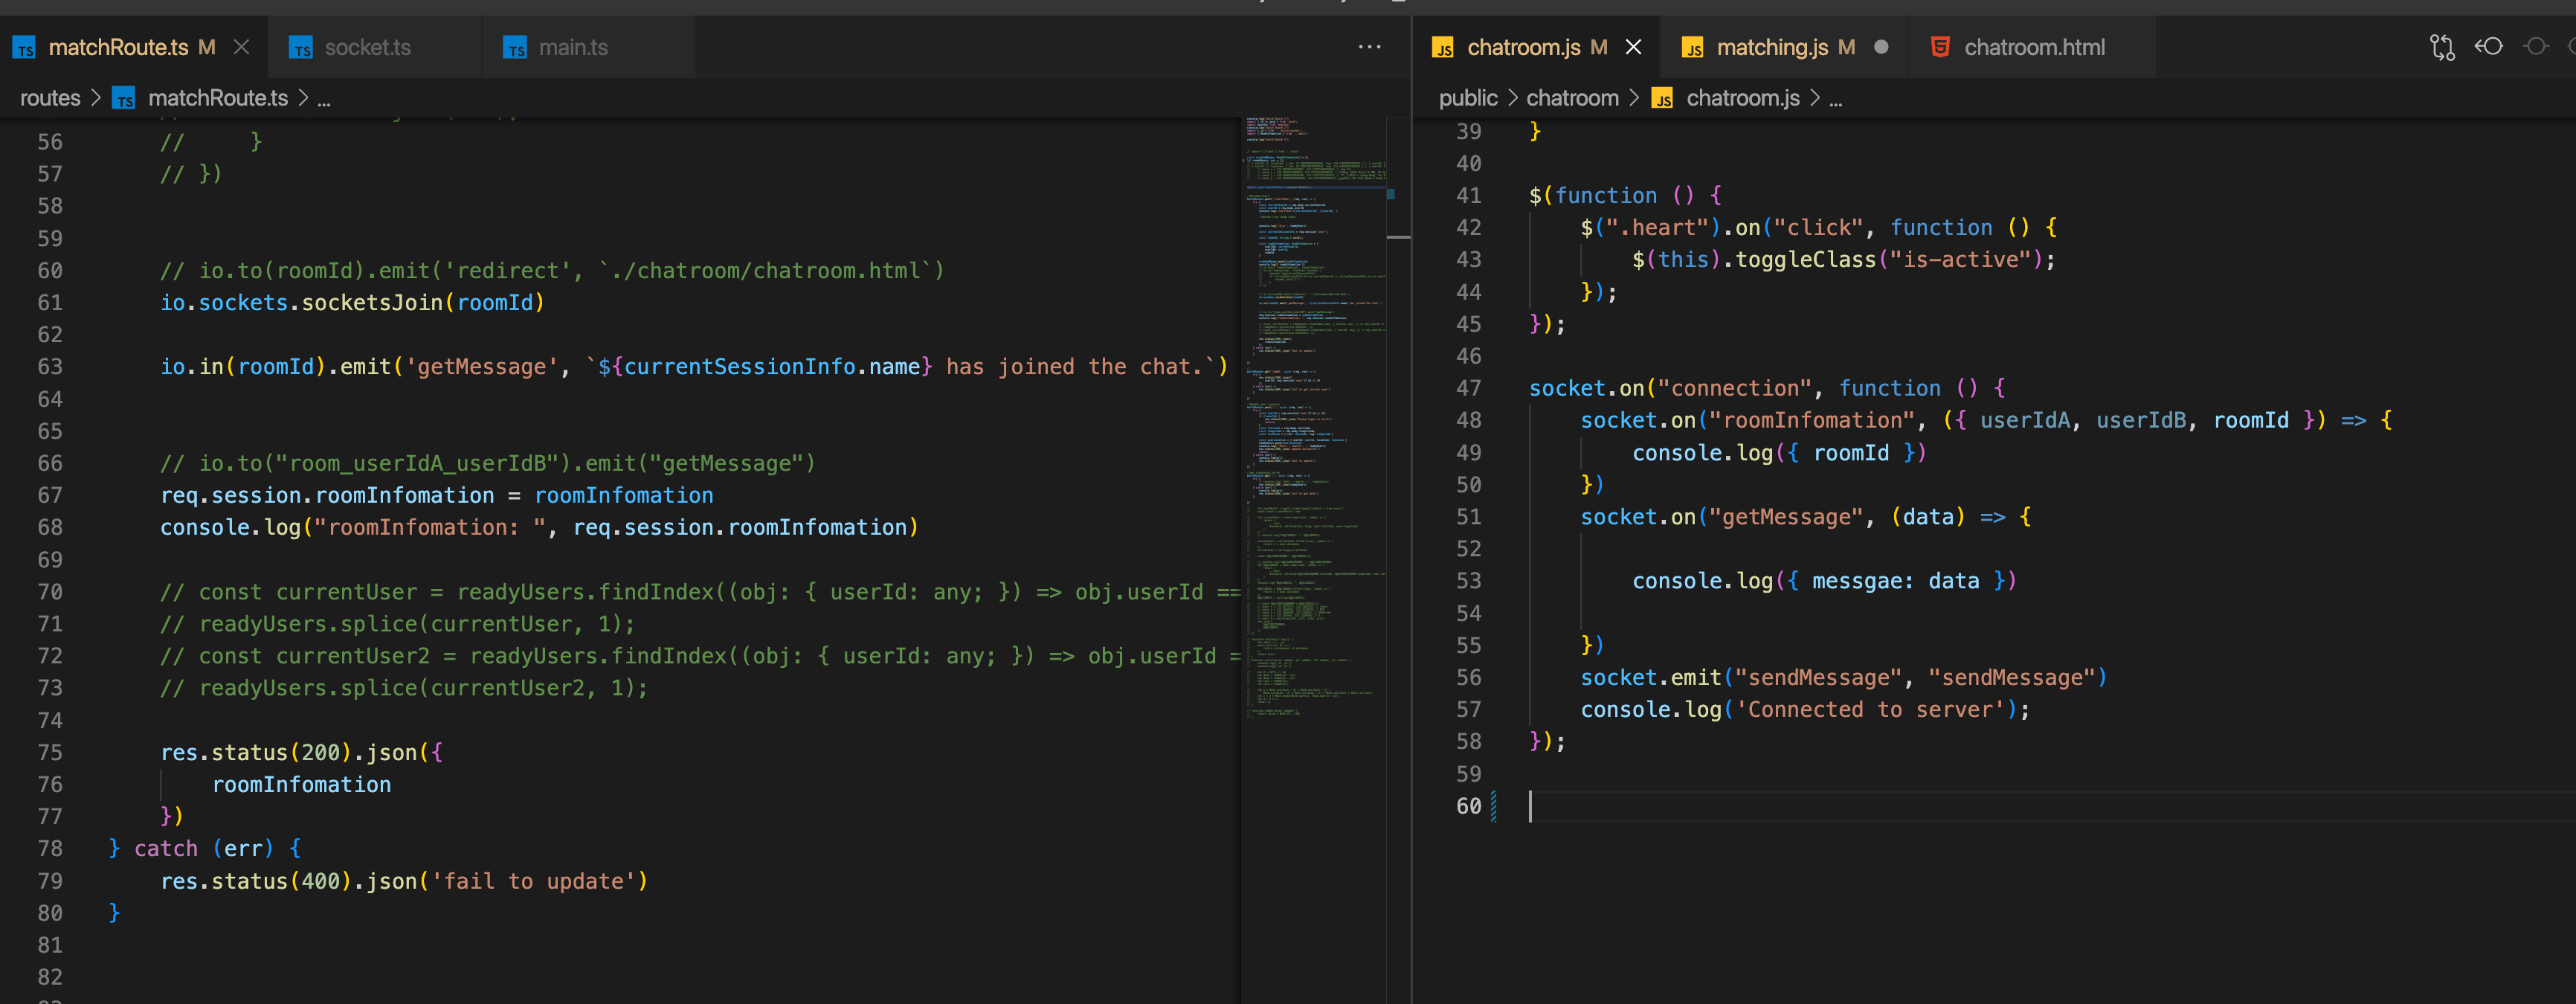 TS matchRoute.ts M
TS socket.ts
TS main.ts
routes > TS matchRoute.ts > ...
56 // }
57 // })
58
59
60 // io.to(roomId).emit('redirect', `./chatroom/chatroom.html`)
61 io.sockets.socketsJoin(roomId)
62
63 io.in(roomId).emit('getMessage', `${currentSessionInfo.name} has joined the chat.`)
64
65
66 // io.to("room_userIdA_userIdB").emit("getMessage")
67 req.session.roomInfomation = roomInfomation
68 console.log("roomInfomation: ", req.session.roomInfomation)
69
70 // const currentUser = readyUsers.findIndex((obj: { userId: any; }) => obj.userId ==
71 // readyUsers.splice(currentUser, 1);
72 // const currentUser2 = readyUsers.findIndex((obj: { userId: any; }) => obj.userId =
73 // readyUsers.splice(currentUser2, 1);
74
75 res.status(200).json({
76 roomInfomation
77 })
78 } catch (err) {
79 res.status(400).json('fail to update')
80 }
81
82
JS chatroom.js M
JS matching.js M
chatroom.html
public > chatroom > JS chatroom.js > ...
39 }
40
41 $(function () {
42 $(".heart").on("click", function () {
43 $(this).toggleClass("is-active");
44 });
45 });
46
47 socket.on("connection", function () {
48 socket.on("roomInfomation", ({ userIdA, userIdB, roomId }) => {
49 console.log({ roomId })
50 })
51 socket.on("getMessage", (data) => {
52
53 console.log({ messgae: data })
54
55 })
56 socket.emit("sendMessage", "sendMessage")
57 console.log('Connected to server');
58 });
59
60